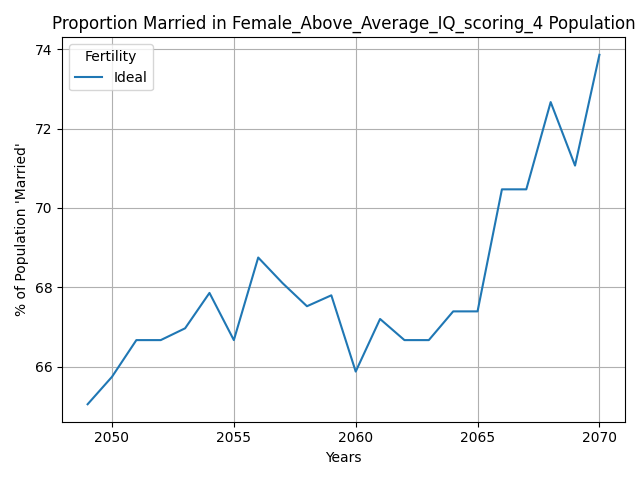 Proportion Married in Female_Above_Average_IQ_scoring_4 Population
Fertility
Ideal
% of Population 'Married'
74
72
70
68
66
2050
2055
2060
2065
2070
Years